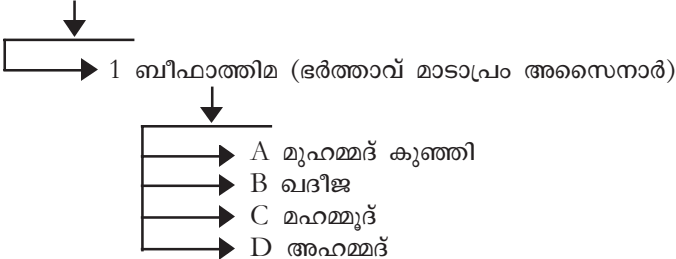 1 ബീഫാത്തിമ (ഭർത്താവ് മാടാപ്രം അസൈനാർ)
A മുഹമ്മദ് കുഞ്ഞി
B ഖദീജ
C മഹമ്മൂദ്
D അഹമ്മദ്